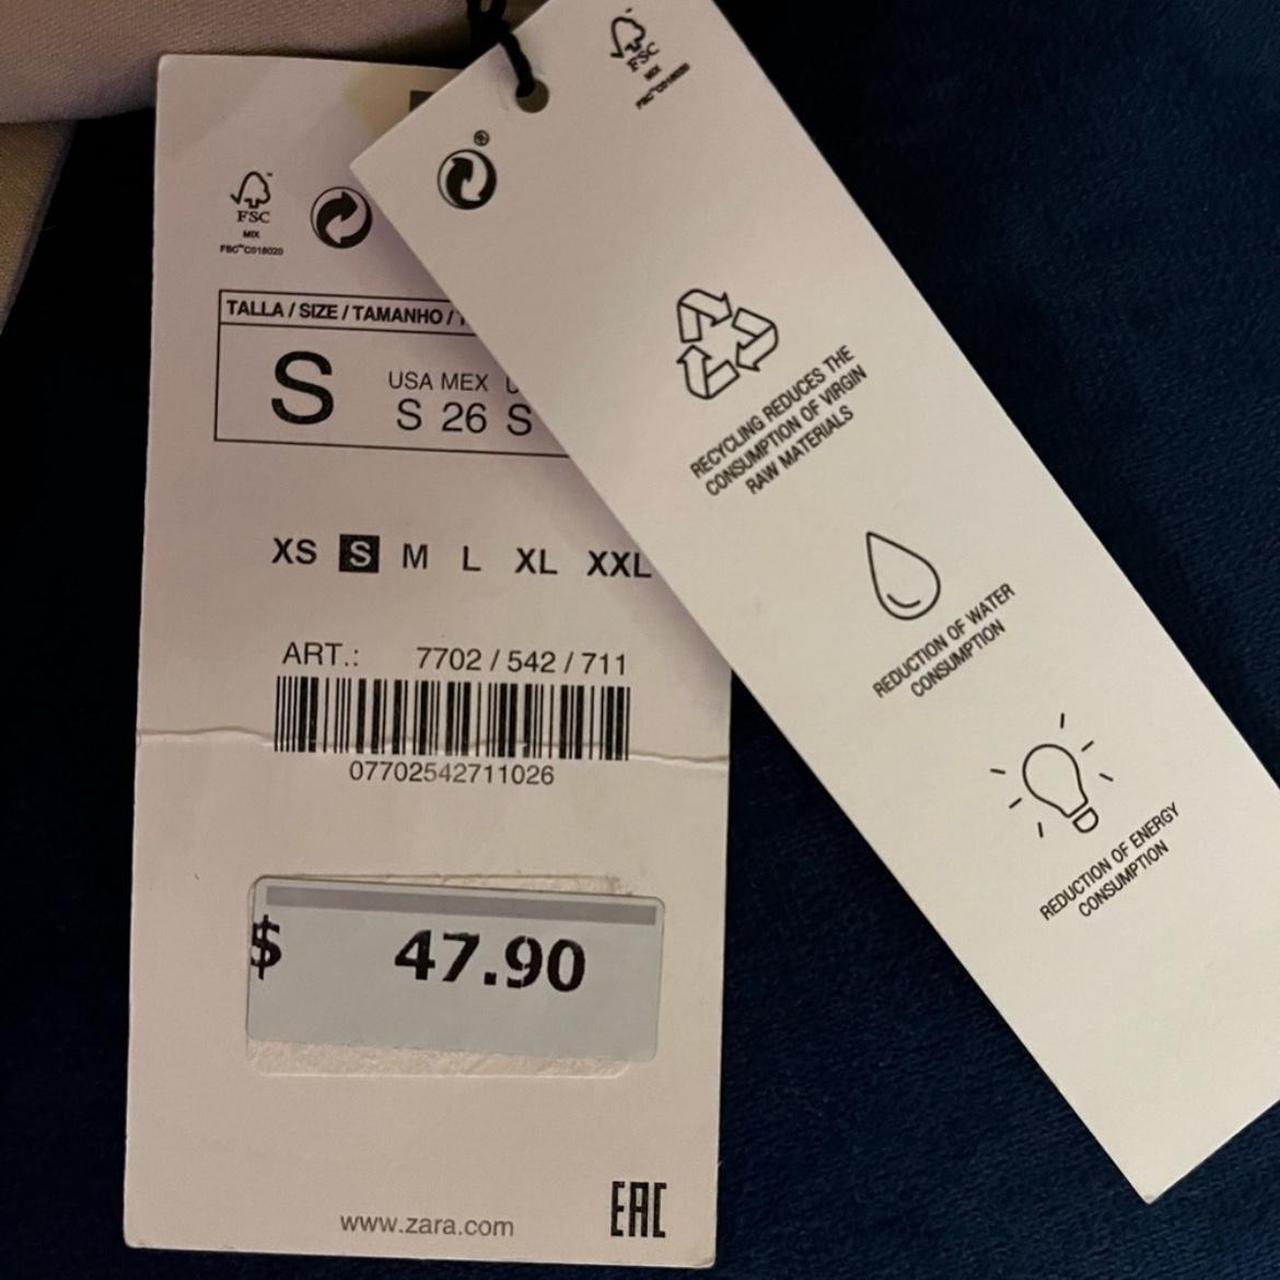 FSC
MIX
FSC™C018020
TALLA / SIZE / TAMANHO /
S
USA MEX
S 26 S
XS S M L XL XXL
ART.: 7702 / 542 / 711
07702542711026
$ 47.90
www.zara.com
EAC
FSC
MIX
FSC™C018020
®
RECYCLING REDUCES THE
CONSUMPTION OF VIRGIN
RAW MATERIALS
REDUCTION OF WATER
CONSUMPTION
REDUCTION OF ENERGY
CONSUMPTION